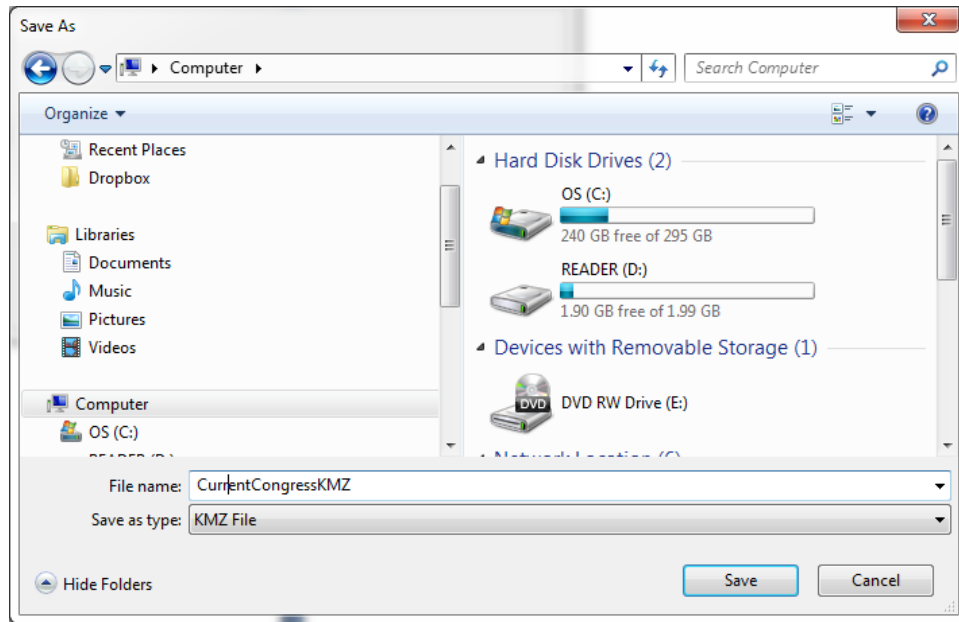 Save As
Computer
Search Computer
Organize
Recent Places
Dropbox
Libraries
Documents
Music
Pictures
Videos
Computer
OS (C:)
Hard Disk Drives (2)
OS (C:)
240 GB free of 295 GB
READER (D:)
1.90 GB free of 1.99 GB
Devices with Removable Storage (1)
DVD
DVD RW Drive (E:)
Network Location (6)
File name: CurrentCongressKMZ
Save as type: KMZ File
Hide Folders
Save
Cancel